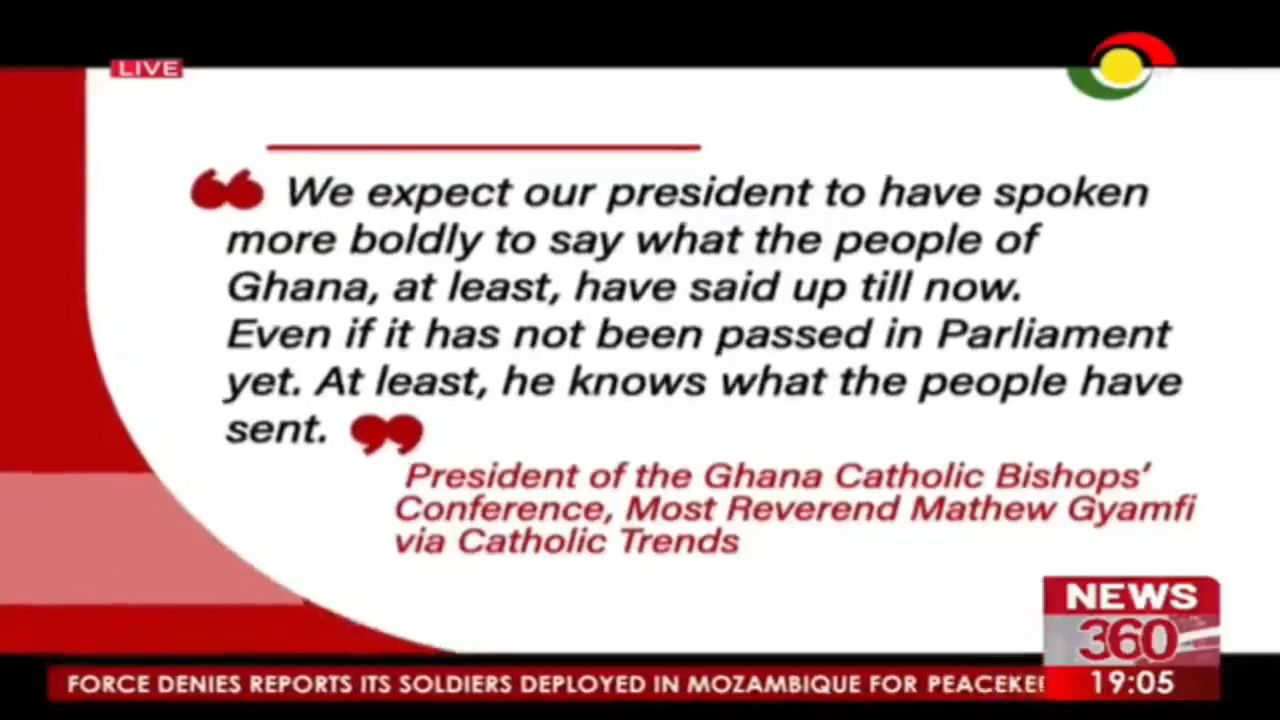 LIVE
We expect our president to have spoken
more boldly to say what the people of
Ghana, at least, have said up till now.
Even if it has not been passed in Parliament
yet. At least, he knows what the people have
sent.
President of the Ghana Catholic Bishops'
Conference, Most Reverend Mathew Gyamfi
via Catholic Trends
NEWS
360
FORCE DENIES REPORTS ITS SOLDIERS DEPLOYED IN MOZAMBIQUE FOR
19:05